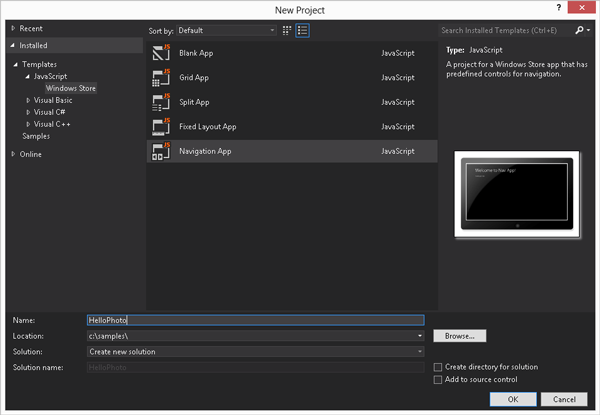 New Project
Recent
Installed
Templates
JavaScript
Windows Store
Visual Basic
Visual C#
Visual C++
Samples
Online
Sort by: Default
Blank App JavaScript
Grid App JavaScript
Split App JavaScript
Fixed Layout App JavaScript
Navigation App JavaScript
Search Installed Templates (Ctrl+E)
Type: JavaScript
A project for a Windows Store app that has
predefined controls for navigation.
Welcome to Nav App!
Name: HelloPhoto
Location: c:\samples\
Browse...
Solution: Create new solution
Solution name: HelloPhoto
Create directory for solution
Add to source control
OK
Cancel